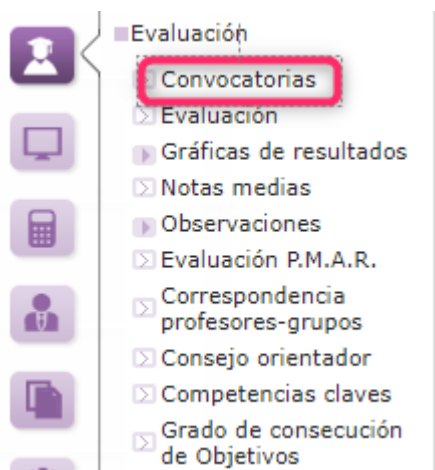 Evaluación
Convocatorias
Evaluación
Gráficas de resultados
Notas medias
Observaciones
Evaluación P.M.A.R.
Correspondencia
profesores-grupos
Consejo orientador
Competencias claves
Grado de consecución
de Objetivos